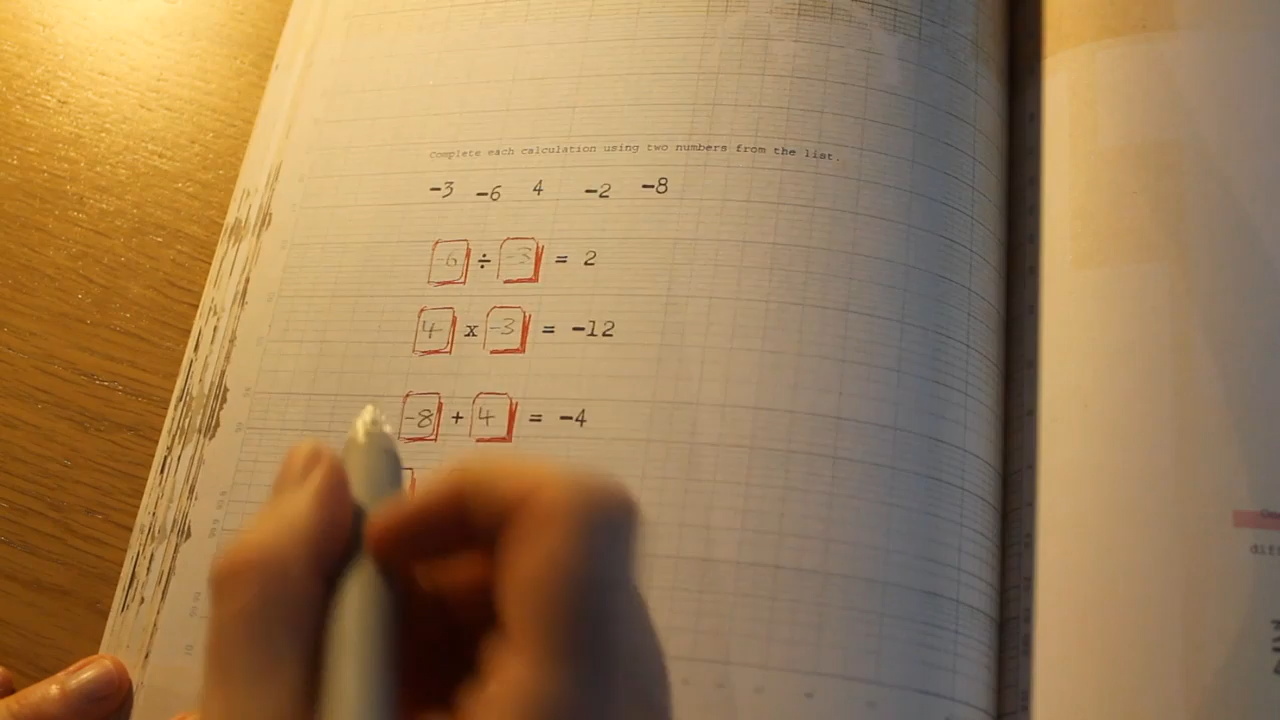 Complete each calculation using two numbers from the list.
-3 -6 4 -2 -8
-6 ÷ -3 = 2
4 x -3 = -12
-8 + 4 = -4